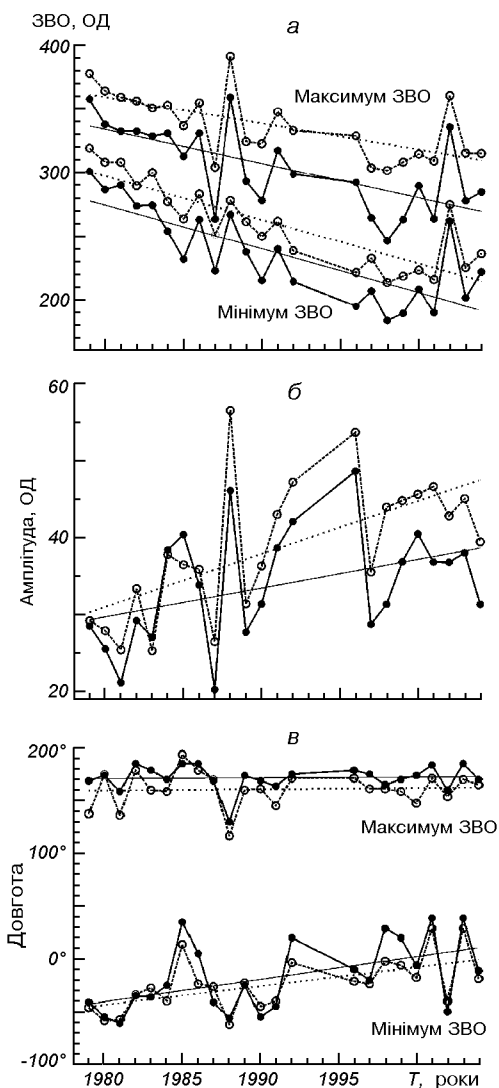 ЗВО, ОД
а
400
Максимум ЗВО
300
Мінімум ЗВО
200
60
б
Амплітуда, ОД
40
20
в
200°
Максимум ЗВО
100°
Довгота
0°
Мінімум ЗВО
-100°
1980 1985 1990 1995 Т, роки